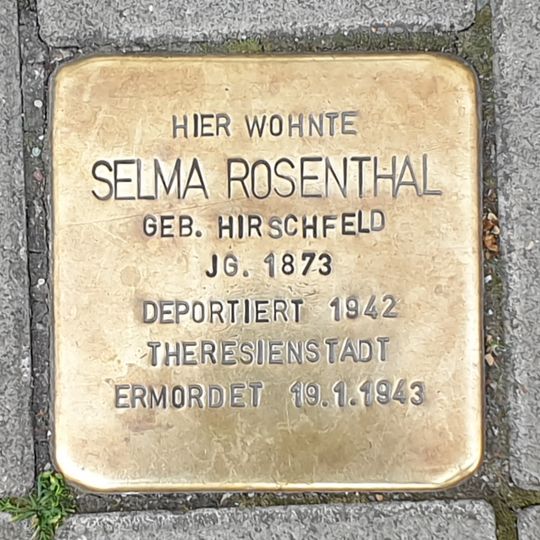 HIER WOHNTE
SELMA ROSENTHAL
GEB. HIRSCHFELD
JG. 1873
DEPORTIERT 1942
THERESIENSTADT
ERMORDET 19.1.1943